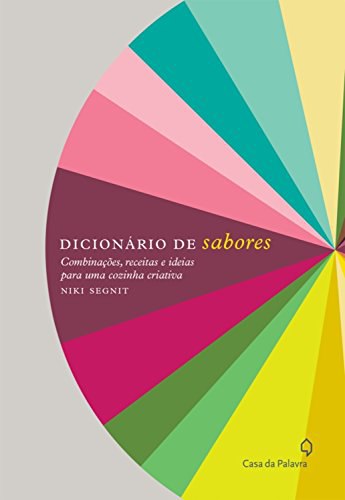 DICIONÁRIO DE sabores
Combinações, receitas e ideias
para uma cozinha criativa
NIKI SEGNIT
Casa da Palavra